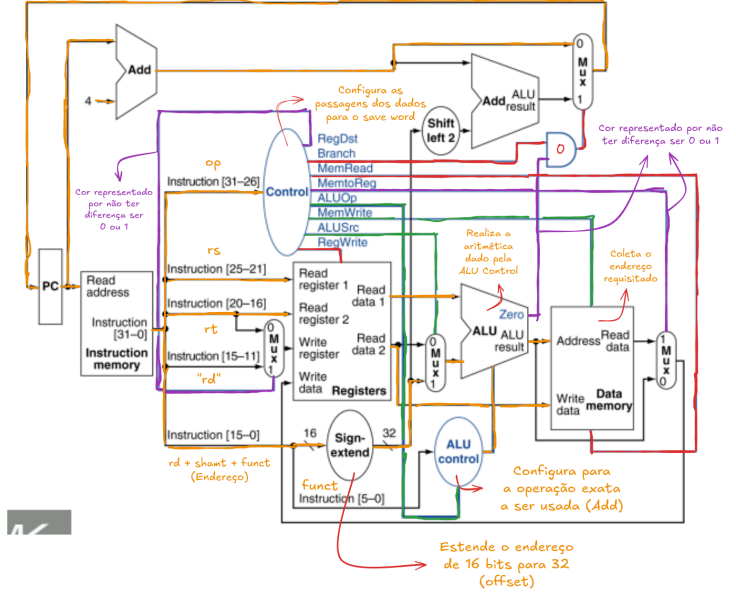 Add
4
Configura as
passagens dos dados
para o save word
Shift
left 2
Add
ALU
result
0
Mux
1
0
Cor representado por não
ter diferença ser 0 ou 1
Cor representado
por não ter
diferença ser
0 ou 1
op
Instruction [31–26]
Control
RegDst
Branch
MemRead
MemtoReg
ALUOp
MemWrite
ALUSrc
RegWrite
Realiza a
aritmética
dado pela
ALU Control
Coleta o
endereço
requisitado
PC
Read
address
Instruction
[31–0]
Instruction
memory
rs
Instruction [25–21]
Instruction [20–16]
rt
Instruction [15–11]
"rd"
0
Mux
1
Read
register 1
Read
register 2
Write
register
Write
data
Read
data 1
Read
data 2
Registers
0
Mux
1
Zero
ALU
ALU
result
Address
Read
data
Write
data
Data
memory
1
Mux
0
Instruction [15–0]
16
Sign-
extend
32
ALU
control
rd + shamt + funct
(Endereço)
funct
Instruction [5–0]
Configura para
a operação exata
a ser usada (Add)
Estende o endereço
de 16 bits para 32
(offset)